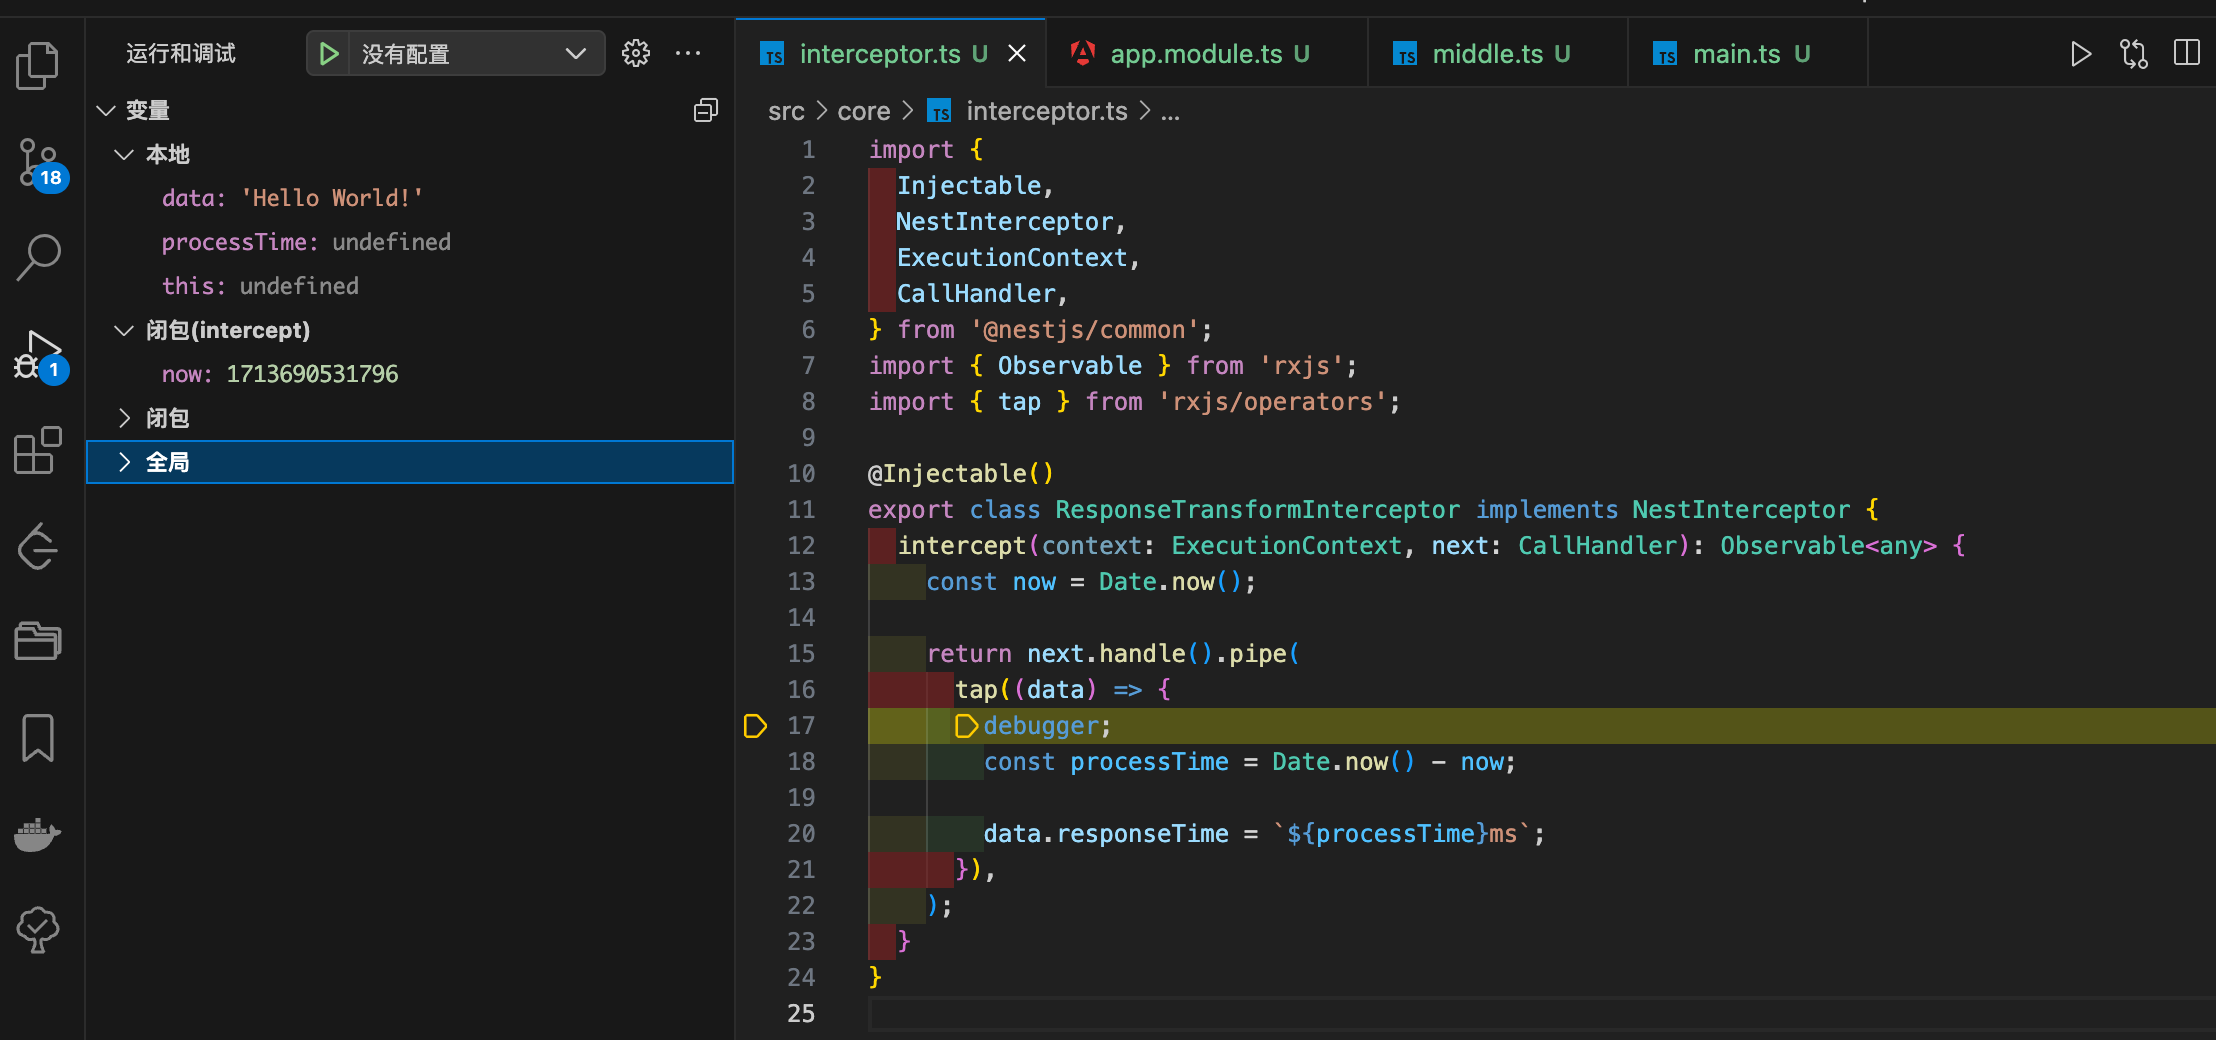 运行和调试
没有配置
变量
本地
data: 'Hello World!'
processTime: undefined
this: undefined
闭包(intercept)
now: 1713690531796
闭包
全局
18
1
TS interceptor.ts U
app.module.ts U
TS middle.ts U
TS main.ts U
src > core > TS interceptor.ts > ...
1 import {
2 Injectable,
3 NestInterceptor,
4 ExecutionContext,
5 CallHandler,
6 } from '@nestjs/common';
7 import { Observable } from 'rxjs';
8 import { tap } from 'rxjs/operators';
9
10 @Injectable()
11 export class ResponseTransformInterceptor implements NestInterceptor {
12 intercept(context: ExecutionContext, next: CallHandler): Observable<any> {
13 const now = Date.now();
14
15 return next.handle().pipe(
16 tap((data) => {
17 debugger;
18 const processTime = Date.now() - now;
19
20 data.responseTime = `${processTime}ms`;
21 }),
22 );
23 }
24 }
25